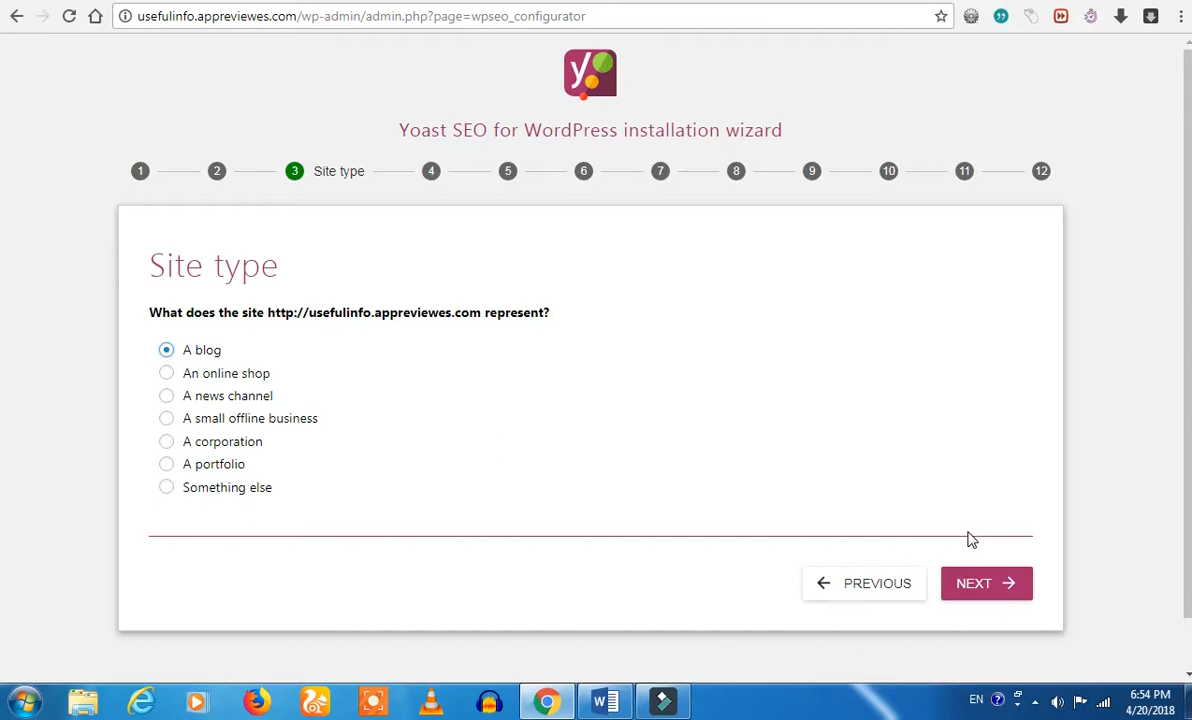 usefulinfo.appreviewes.com/wp-admin/admin.php?page=wpseo_configurator
Yoast SEO for WordPress installation wizard
1 2 3 Site type 4 5 6 7 8 9 10 11 12
Site type
What does the site http://usefulinfo.appreviewes.com represent?
A blog
An online shop
A news channel
A small offline business
A corporation
A portfolio
Something else
PREVIOUS NEXT
EN
6:54 PM
4/20/2018